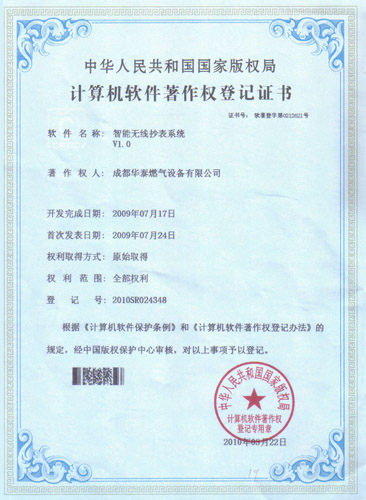 中华人民共和国国家版权局
计算机软件著作权登记证书
证书号: 软著登字第0212621号
软件名称: 智能无线抄表系统
V1.0
著作权人: 成都华泰燃气设备有限公司
开发完成日期: 2009年07月17日
首次发表日期: 2009年07月24日
权利取得方式: 原始取得
权利范围: 全部权利
登记号: 2010SR024348
根据《计算机软件保护条例》和《计算机软件著作权登记办法》的
规定,经中国版权保护中心审核,对以上事项予以登记。
中华人民共和国国家版权局
计算机软件著作权
登记专用章
2010年05月22日